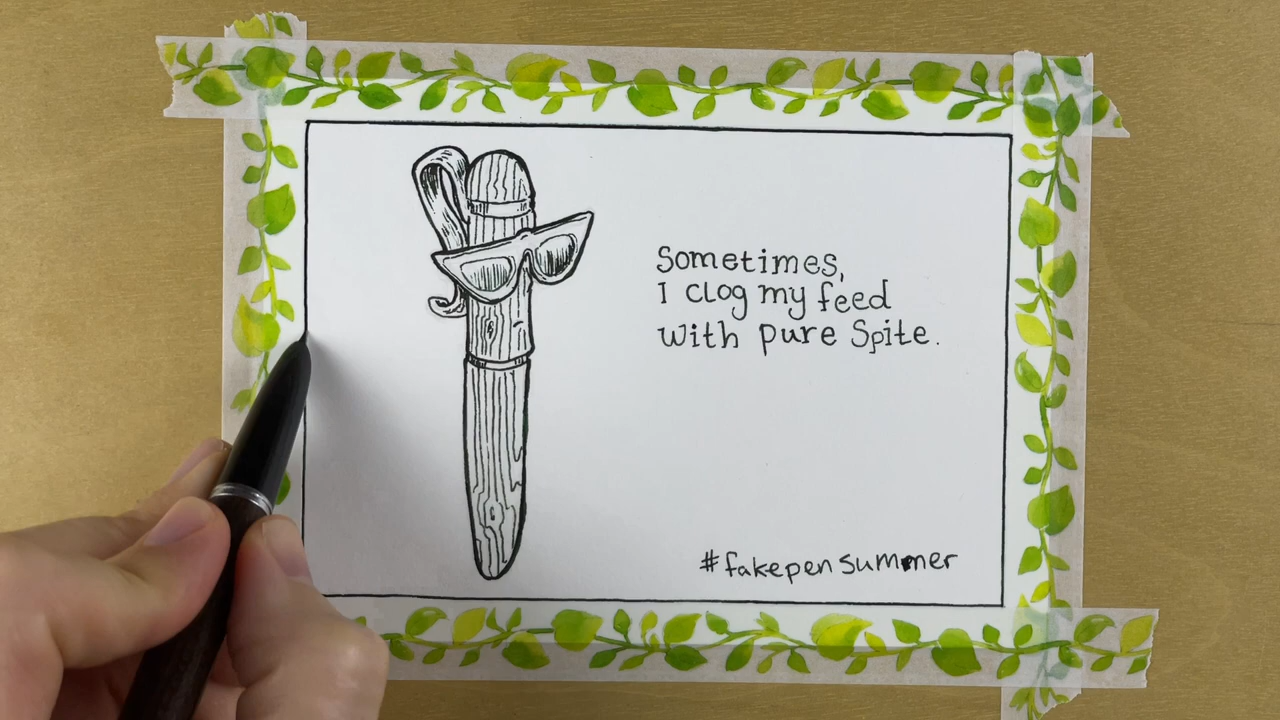 Sometimes,
I clog my feed
with pure Spite.
#fakepensummer